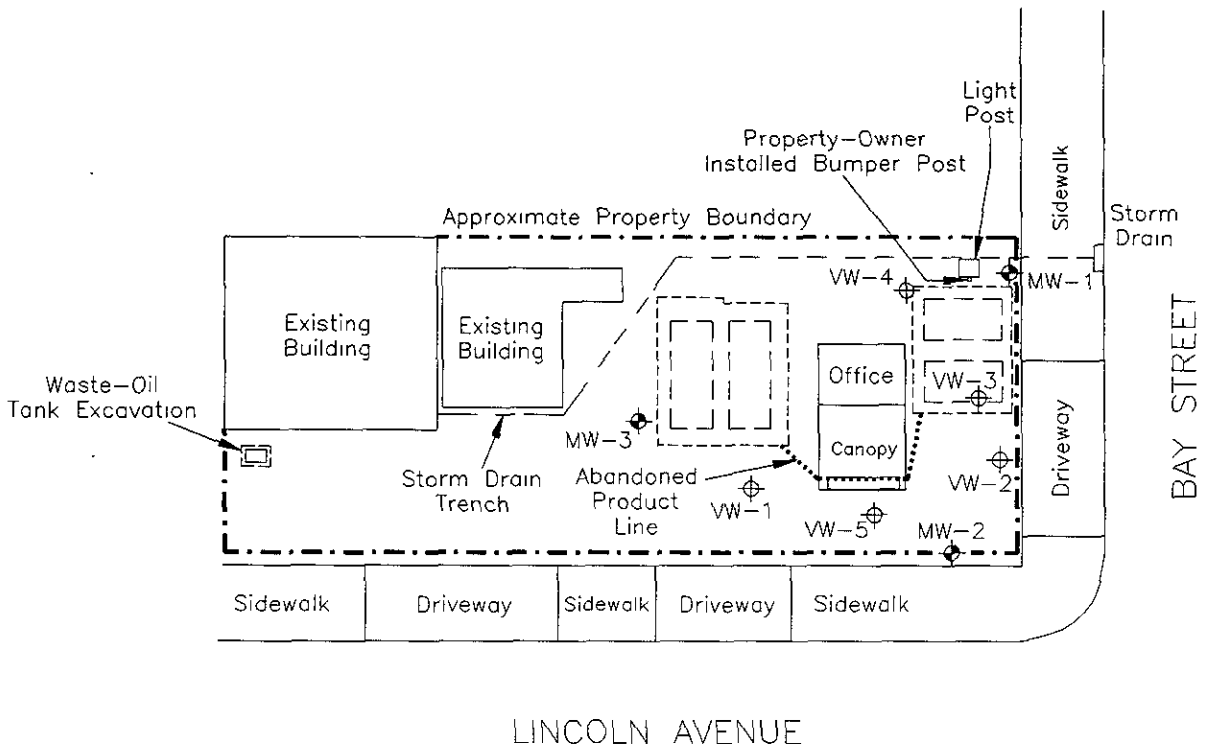 Light
Post
Property-Owner
Installed Bumper Post
Sidewalk
Approximate Property Boundary
Storm
Drain
VW-4
MW-1
Existing
Building
Existing
Building
Office
VW-3
Waste-Oil
Tank Excavation
MW-3
Canopy
Driveway
BAY STREET
Storm Drain
Trench
Abandoned
Product
Line
VW-1
VW-2
VW-5
MW-2
Sidewalk
Driveway
Sidewalk
Driveway
Sidewalk
LINCOLN AVENUE